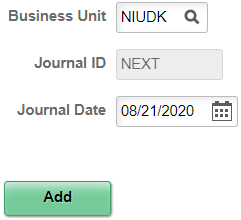 Business Unit NIUDK
Journal ID NEXT
Journal Date 08/21/2020
Add